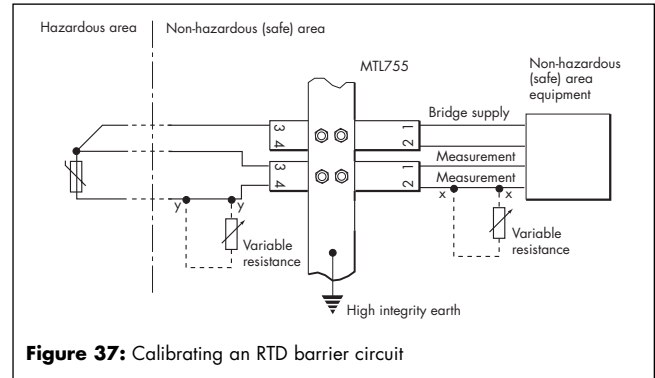 Hazardous area
Non-hazardous (safe) area
MTL755
Non-hazardous
(safe) area
equipment
Bridge supply
3
4
1
2
Measurement
3
4
1
2
Measurement
y
y
x
x
Variable
resistance
Variable
resistance
High integrity earth
Figure 37: Calibrating an RTD barrier circuit